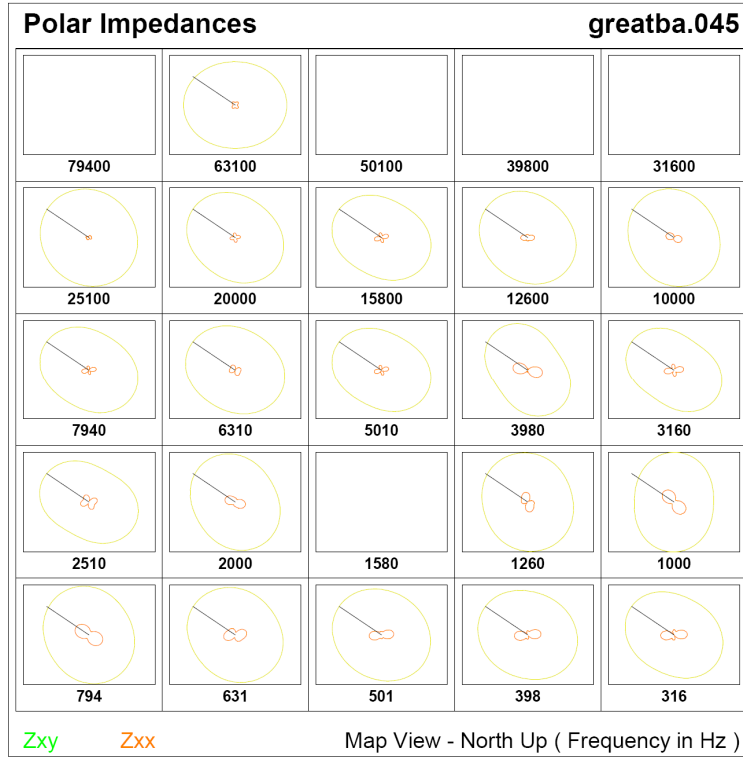 Polar Impedances greatba.045
79400 63100 50100 39800 31600
25100 20000 15800 12600 10000
7940 6310 5010 3980 3160
2510 2000 1580 1260 1000
794 631 501 398 316
Zxy Zxx Map View - North Up ( Frequency in Hz )